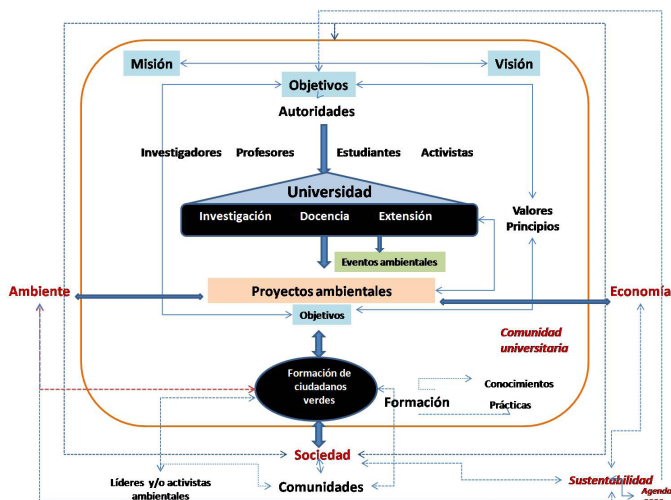 Misión
Visión
Objetivos
Autoridades
Investigadores Profesores Estudiantes Activistas
Universidad
Investigación Docencia Extensión
Valores
Principios
Eventos ambientales
Ambiente
Proyectos ambientales
Economía
Objetivos
Comunidad
universitaria
Formación de
ciudadanos
verdes
Formación
Conocimientos
Prácticas
Sociedad
Líderes y/o activistas
ambientales
Comunidades
Sustentabilidad
Agenda